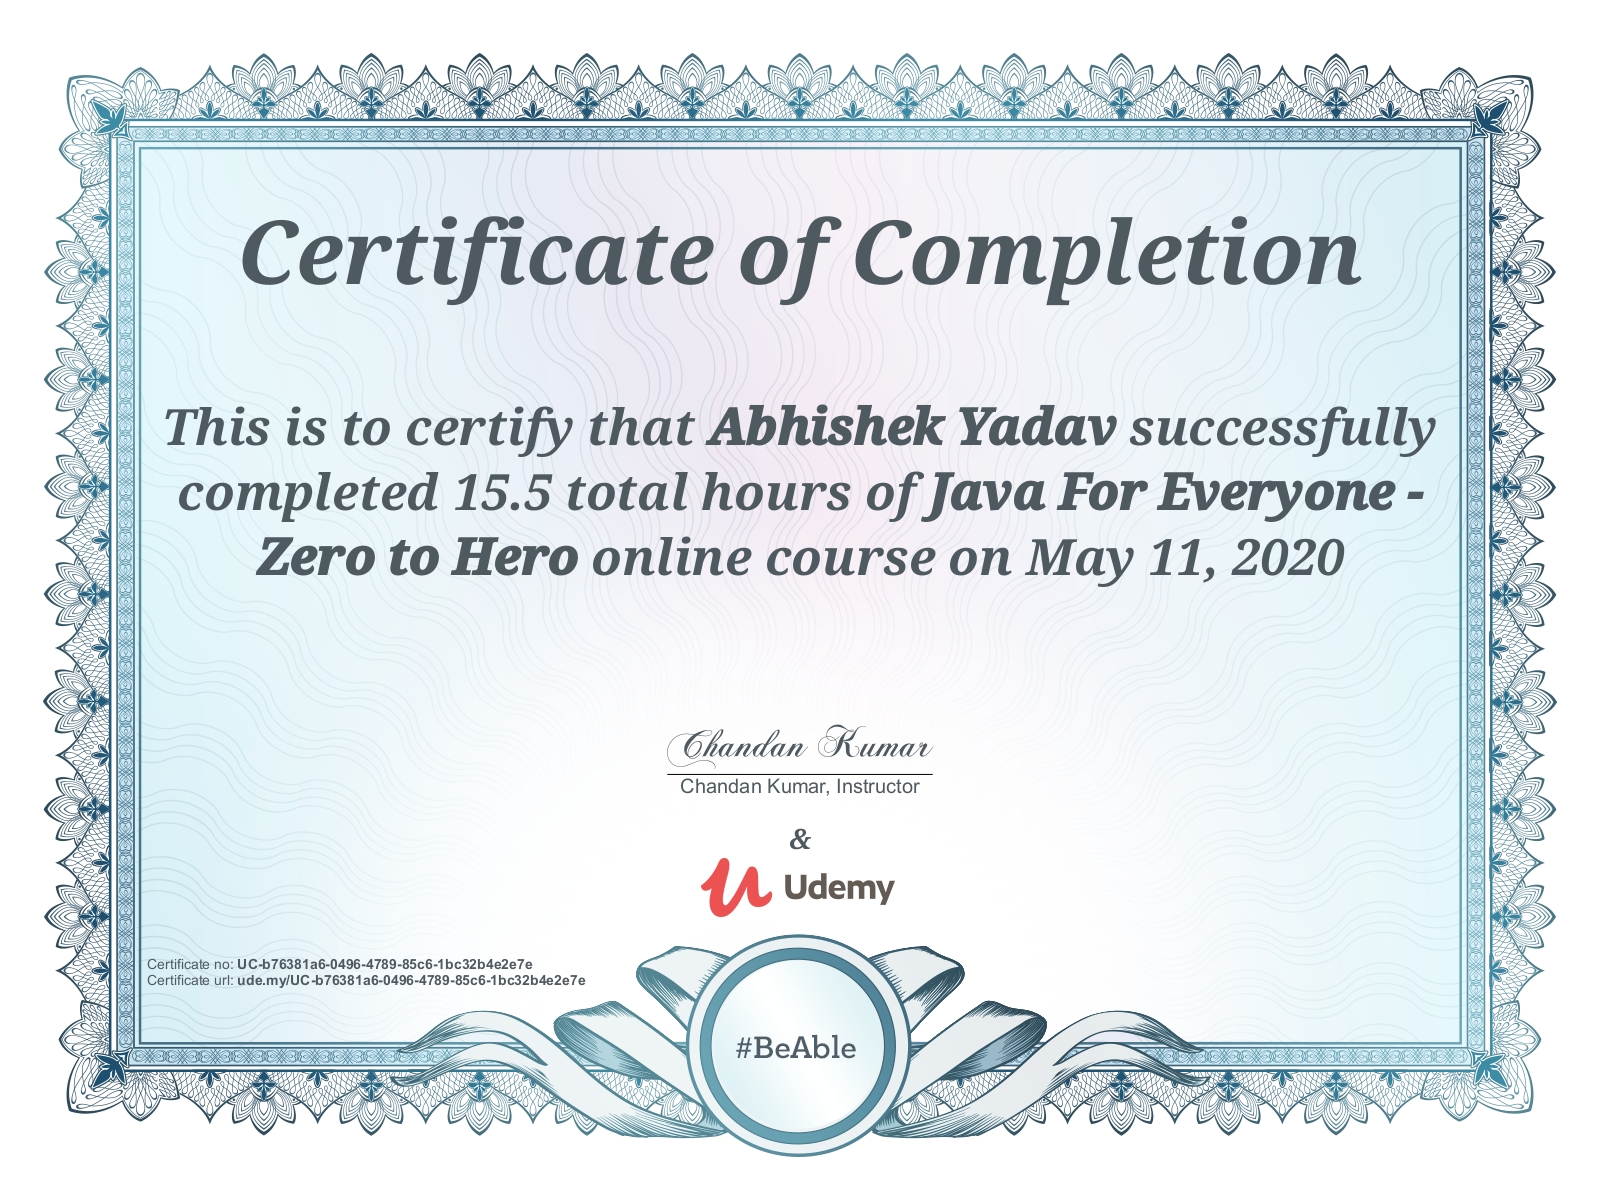 Certificate of Completion
This is to certify that Abhishek Yadav successfully
completed 15.5 total hours of Java For Everyone -
Zero to Hero online course on May 11, 2020
Chandan Kumar
Chandan Kumar, Instructor
&
Udemy
Certificate no: UC-b76381a6-0496-4789-85c6-1bc32b4e2e7e
Certificate url: ude.my/UC-b76381a6-0496-4789-85c6-1bc32b4e2e7e
#BeAble